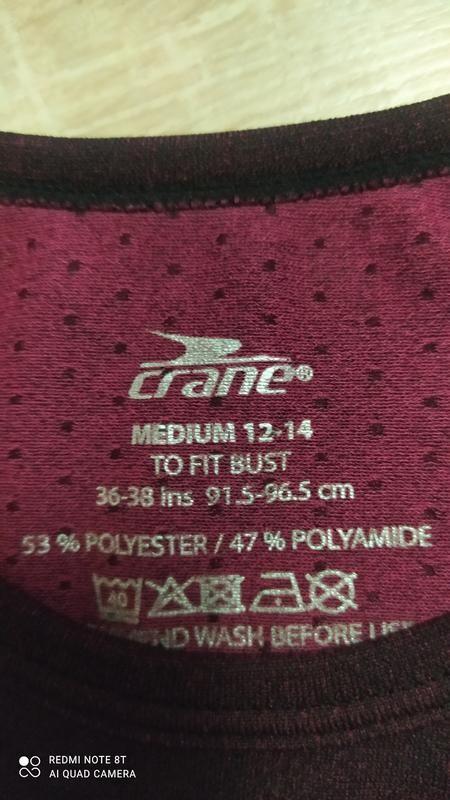 crane®
MEDIUM 12-14
TO FIT BUST
36-38 ins 91.5-96.5 cm
53 % POLYESTER / 47 % POLYAMIDE
40
WASH BEFORE
REDMI NOTE 8T
AI QUAD CAMERA